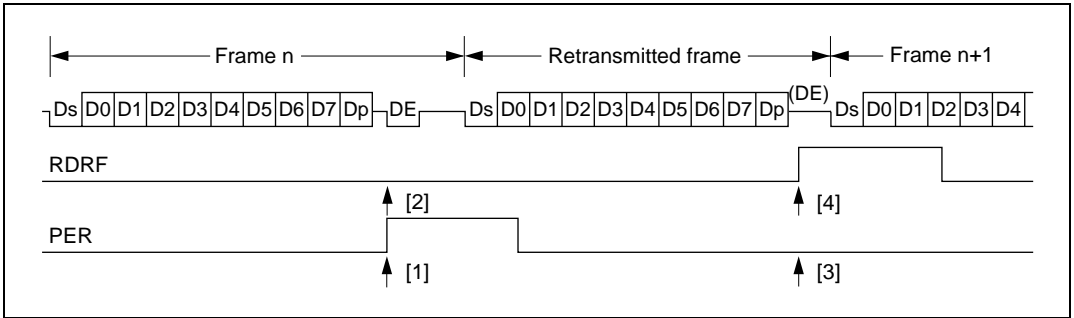 Frame n Retransmitted frame Frame n+1
Ds D0 D1 D2 D3 D4 D5 D6 D7 Dp DE Ds D0 D1 D2 D3 D4 D5 D6 D7 Dp (DE) Ds D0 D1 D2 D3 D4
RDRF
[2] [4]
PER
[1] [3]